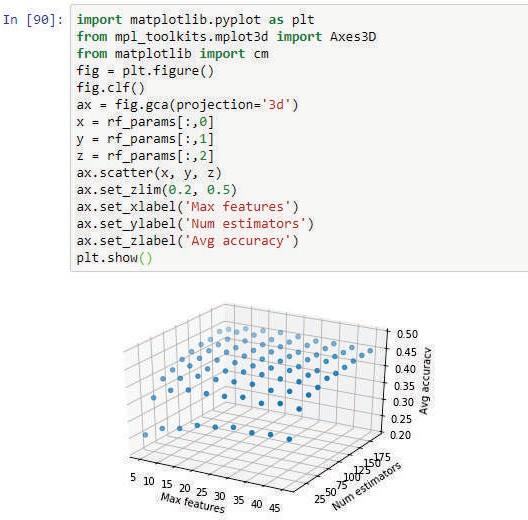 In [90]:
import matplotlib.pyplot as plt
from mpl_toolkits.mplot3d import Axes3D
from matplotlib import cm
fig = plt.figure()
fig.clf()
ax = fig.gca(projection='3d')
x = rf_params[:,0]
y = rf_params[:,1]
z = rf_params[:,2]
ax.scatter(x, y, z)
ax.set_zlim(0.2, 0.5)
ax.set_xlabel('Max features')
ax.set_ylabel('Num estimators')
ax.set_zlabel('Avg accuracy')
plt.show()
0.50
0.45
0.40
0.35
0.30
0.25
0.20
Avg accuracy
5 10 15 20 25 30 35 40 45
Max features
25 50 75 100 125 150 175
Num estimators